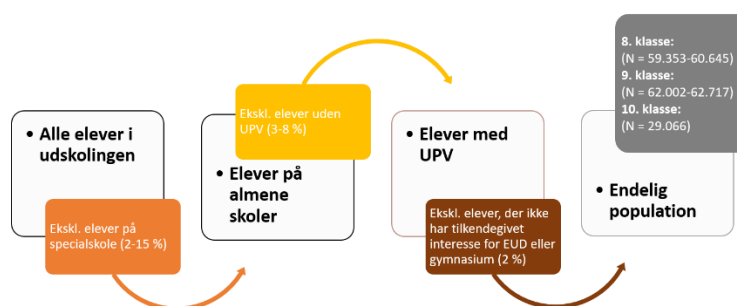 • Alle elever i
udskolingen
Ekskl. elever på
specialskole (2-15 %)
Ekskl. elever uden
UPV (3-8 %)
• Elever på
almene
skoler
• Elever med
UPV
Ekskl. elever, der ikke
har tilkendegivet
interesse for EUD eller
gymnasium (2 %)
8. klasse:
(N = 59.353-60.645)
9. klasse:
(N = 62.002-62.717)
10. klasse:
(N = 29.066)
• Endelig
population